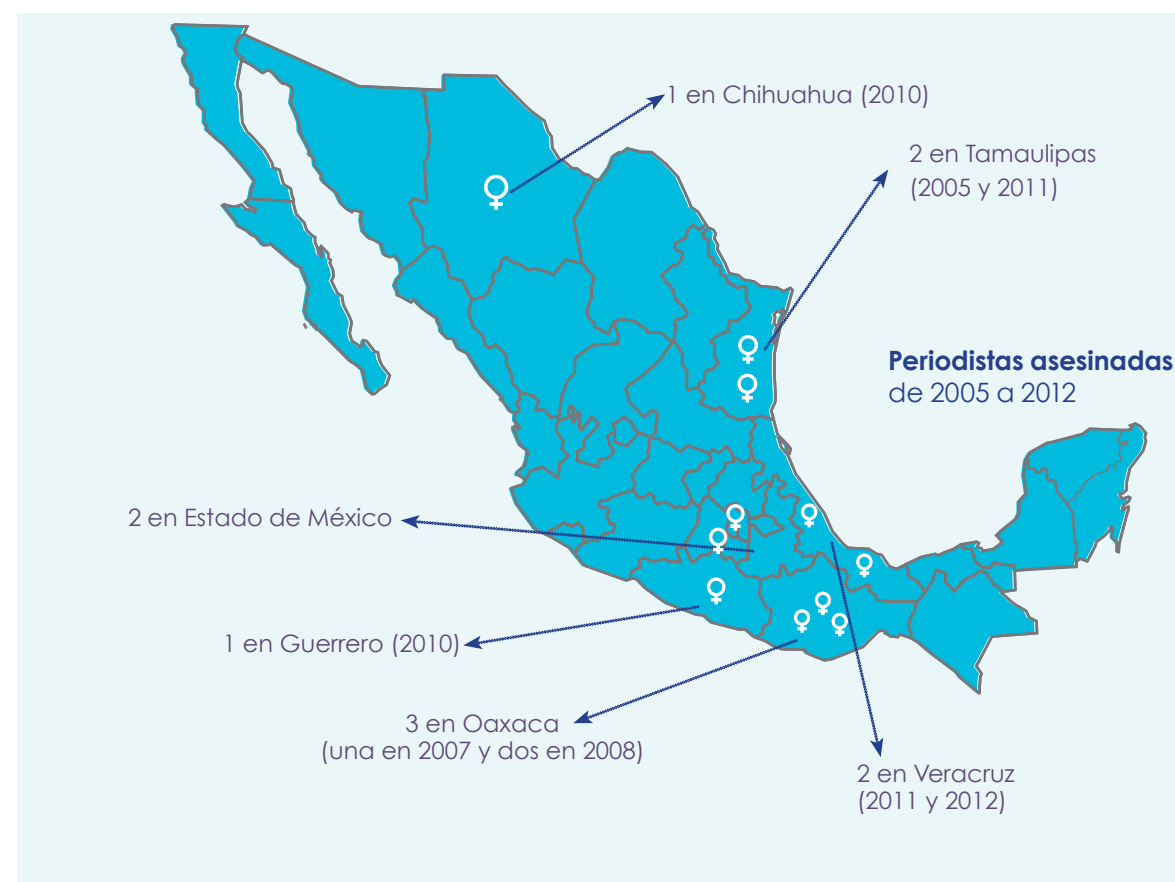 1 en Chihuahua (2010)
2 en Tamaulipas
(2005 y 2011)
Periodistas asesinadas
de 2005 a 2012
2 en Estado de México
1 en Guerrero (2010)
3 en Oaxaca
(una en 2007 y dos en 2008)
2 en Veracruz
(2011 y 2012)